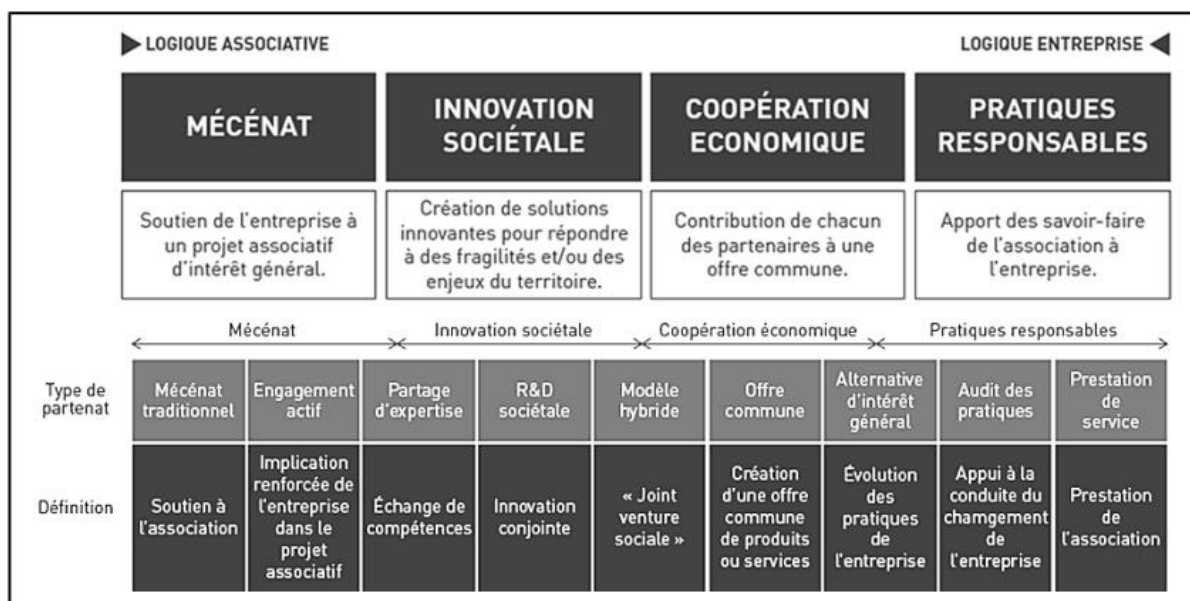 LOGIQUE ASSOCIATIVE
LOGIQUE ENTREPRISE
MÉCÉNAT
INNOVATION
SOCIÉTALE
COOPÉRATION
ECONOMIQUE
PRATIQUES
RESPONSABLES
Soutien de l'entreprise à
un projet associatif
d'intérêt général.
Création de solutions
innovantes pour répondre
à des fragilités et/ou des
enjeux du territoire.
Contribution de chacun
des partenaires à une
offre commune.
Apport des savoir-faire
de l'association à
l'entreprise.
Mécénat
Innovation sociétale
Coopération économique
Pratiques responsables
Type de
partenat
Mécénat
traditionnel
Engagement
actif
Partage
d'expertise
R&D
sociétale
Modèle
hybride
Offre
commune
Alternative
d'intérêt
général
Audit des
pratiques
Prestation
de
service
Définition
Soutien à
l'association
Implication
renforcée de
l'entreprise
dans le
projet
associatif
Échange de
compétences
Innovation
conjointe
« Joint
venture
sociale »
Création
d'une offre
commune
de produits
ou services
Évolution
des
pratiques
de
l'entreprise
Appui à la
conduite du
chamgement
de
l'entreprise
Prestation
de
l'association